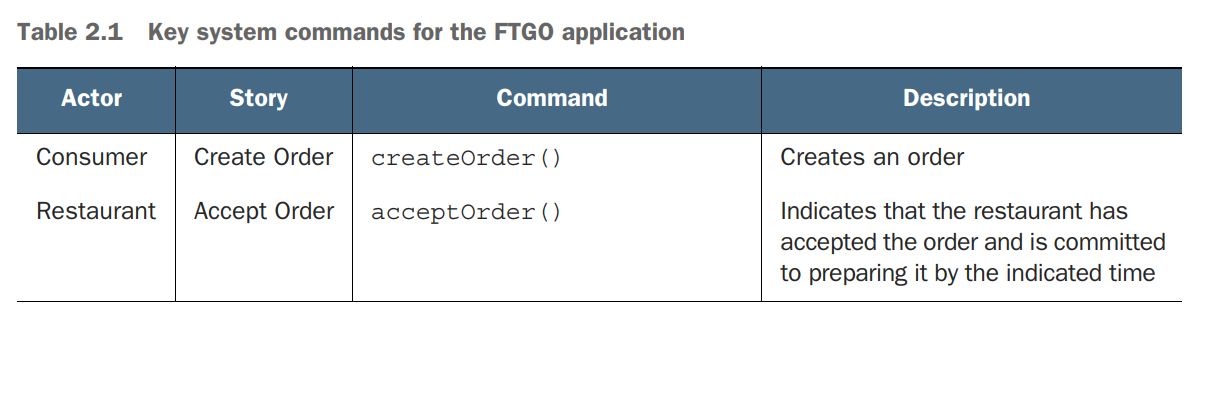 Table 2.1 Key system commands for the FTGO application
Actor Story Command Description
Consumer Create Order createOrder() Creates an order
Restaurant Accept Order acceptOrder() Indicates that the restaurant has
accepted the order and is committed
to preparing it by the indicated time